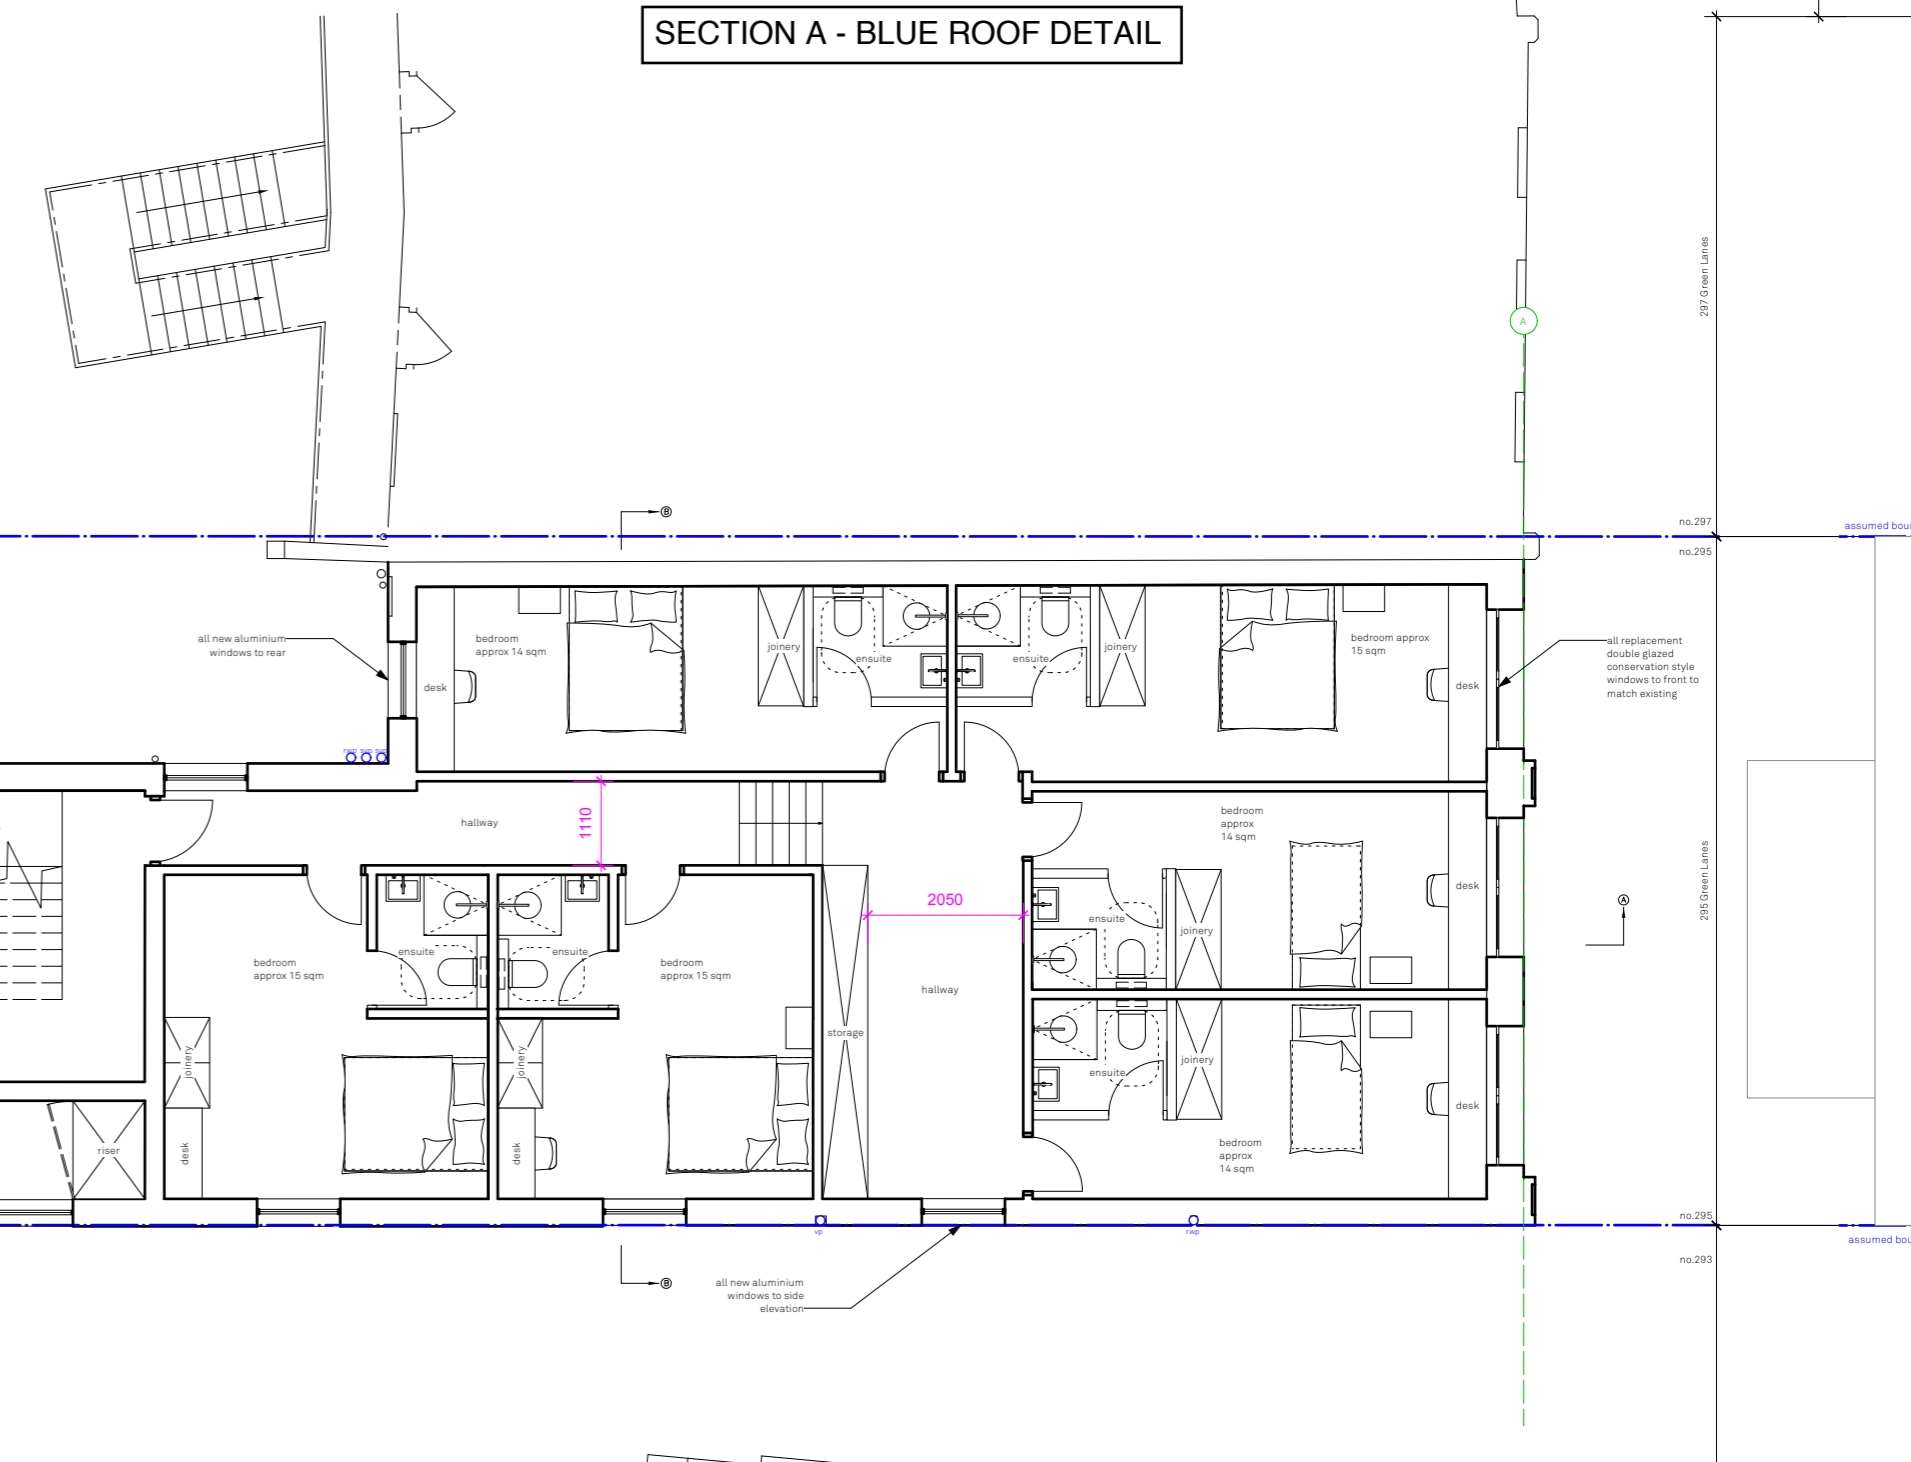 SECTION A - BLUE ROOF DETAIL
297 Green Lanes
A
B
no.297
assumed bou
no.295
all new aluminium
windows to rear
bedroom
approx 14 sqm
desk
joinery
ensuite
ensuite
joinery
bedroom approx
15 sqm
desk
all replacement
double glazed
conservation style
windows to front to
match existing
rwp svp svp
hallway
1110
bedroom
approx
14 sqm
desk
2050
295 Green Lanes
A
ensuite
joinery
bedroom
approx 15 sqm
ensuite
ensuite
bedroom
approx 15 sqm
hallway
storage
joinery
joinery
joinery
ensuite
desk
riser
desk
desk
bedroom
approx
14 sqm
no.295
vp
rwp
assumed bou
no.293
B
all new aluminium
windows to side
elevation